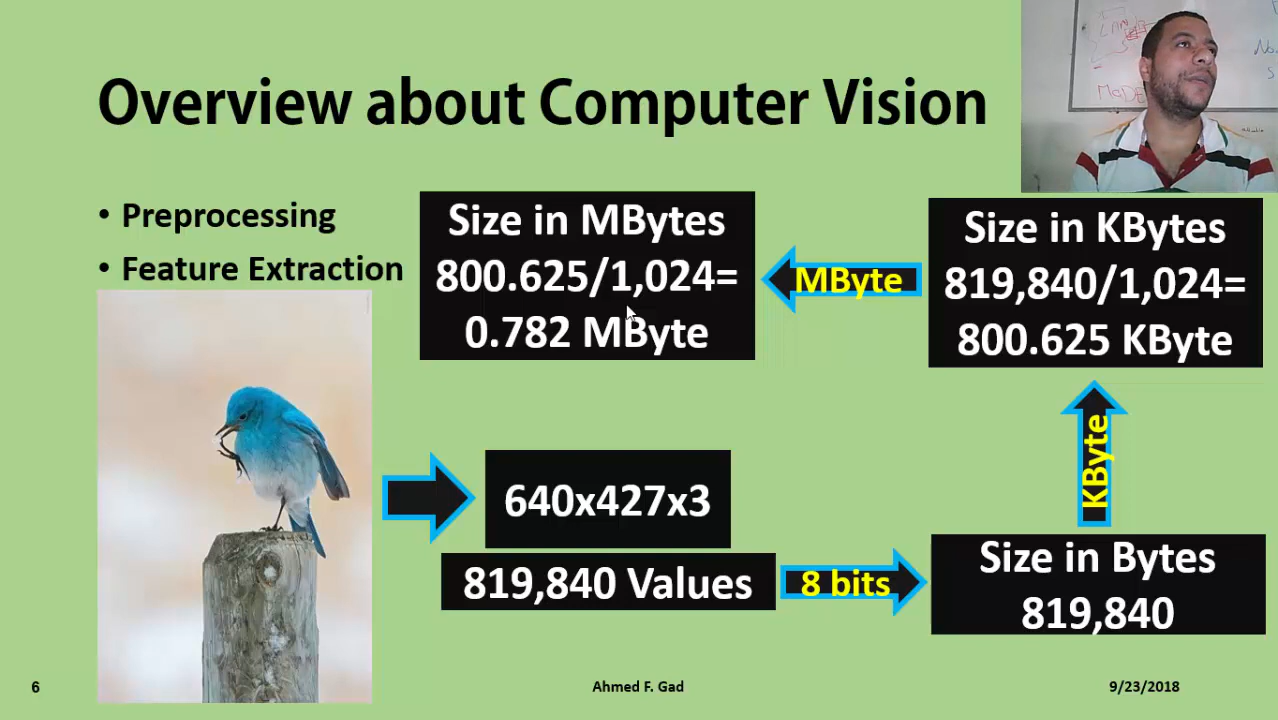 Overview about Computer Vision
• Preprocessing
• Feature Extraction
Size in MBytes
800.625/1,024=
0.782 MByte
MByte
Size in KBytes
819,840/1,024=
800.625 KByte
KByte
640x427x3
819,840 Values
8 bits
Size in Bytes
819,840
6
Ahmed F. Gad
9/23/2018